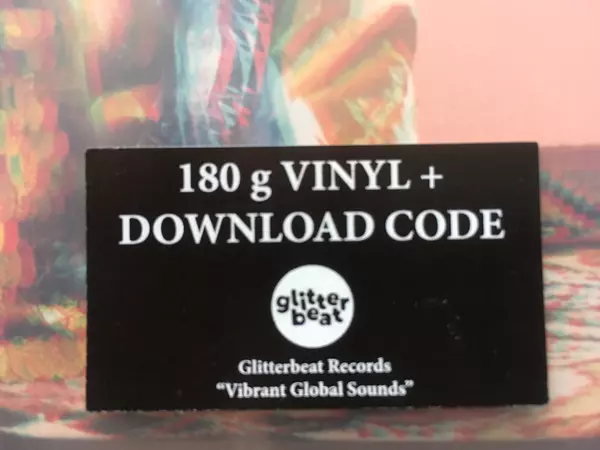 180 g VINYL +
DOWNLOAD CODE
glitter
beat
Glitterbeat Records
“Vibrant Global Sounds”